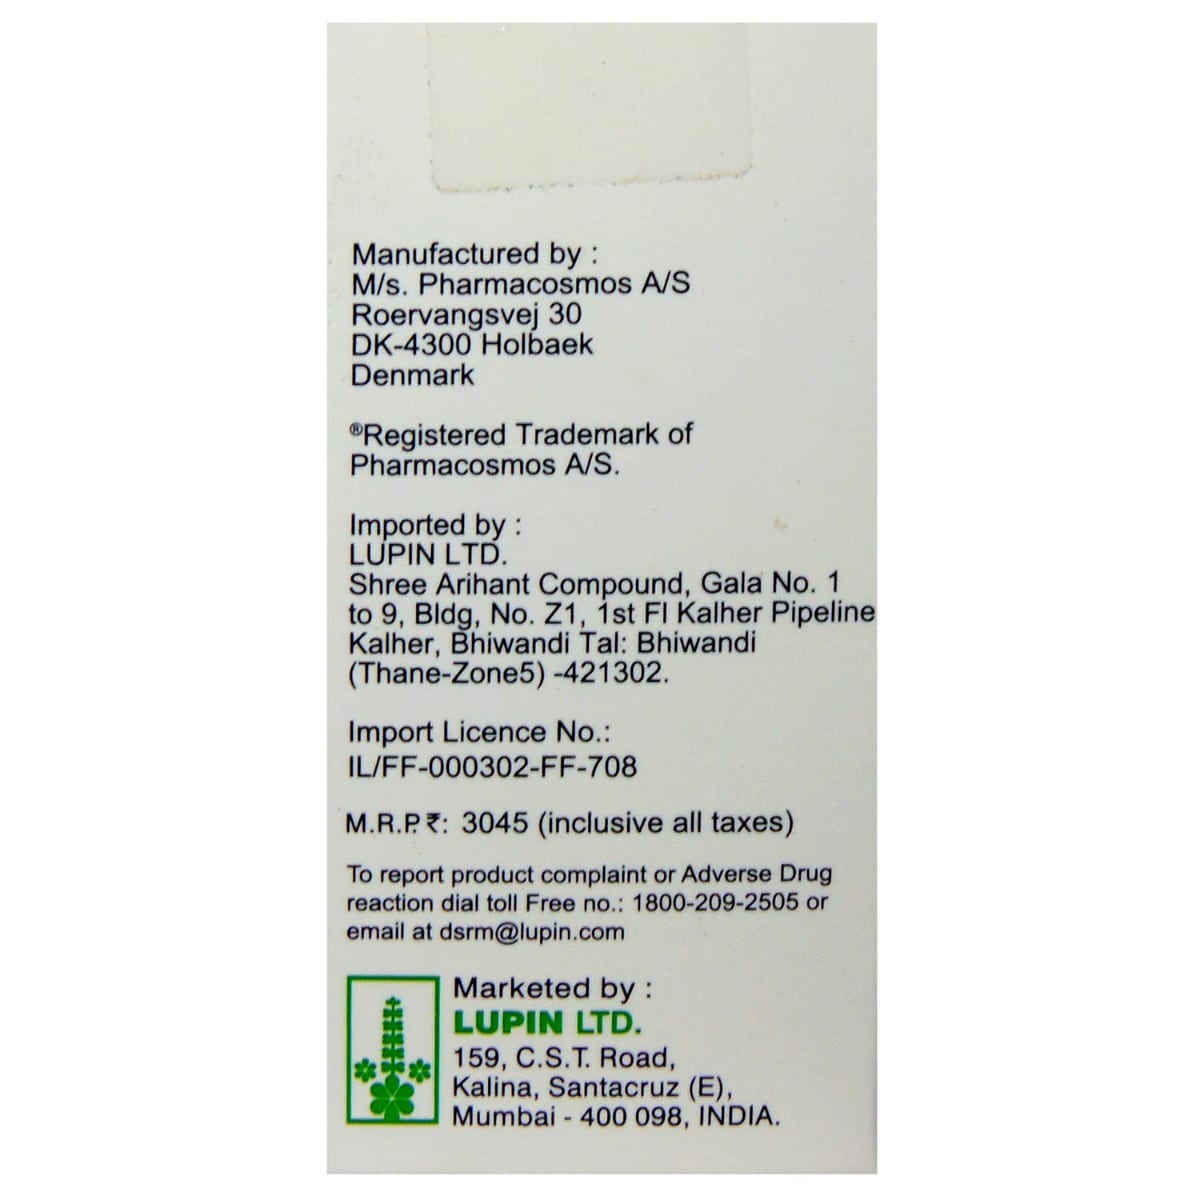 Manufactured by :
M/s. Pharmacosmos A/S
Roervangsvej 30
DK-4300 Holbaek
Denmark
®Registered Trademark of
Pharmacosmos A/S.
Imported by :
LUPIN LTD.
Shree Arihant Compound, Gala No. 1
to 9, Bldg, No. Z1, 1st Fl Kalher Pipeline
Kalher, Bhiwandi Tal: Bhiwandi
(Thane-Zone5) -421302.
Import Licence No.:
IL/FF-000302-FF-708
M.R.P.₹: 3045 (inclusive all taxes)
To report product complaint or Adverse Drug
reaction dial toll Free no.: 1800-209-2505 or
email at dsrm@lupin.com
Marketed by :
LUPIN LTD.
159, C.S.T. Road,
Kalina, Santacruz (E),
Mumbai - 400 098, INDIA.